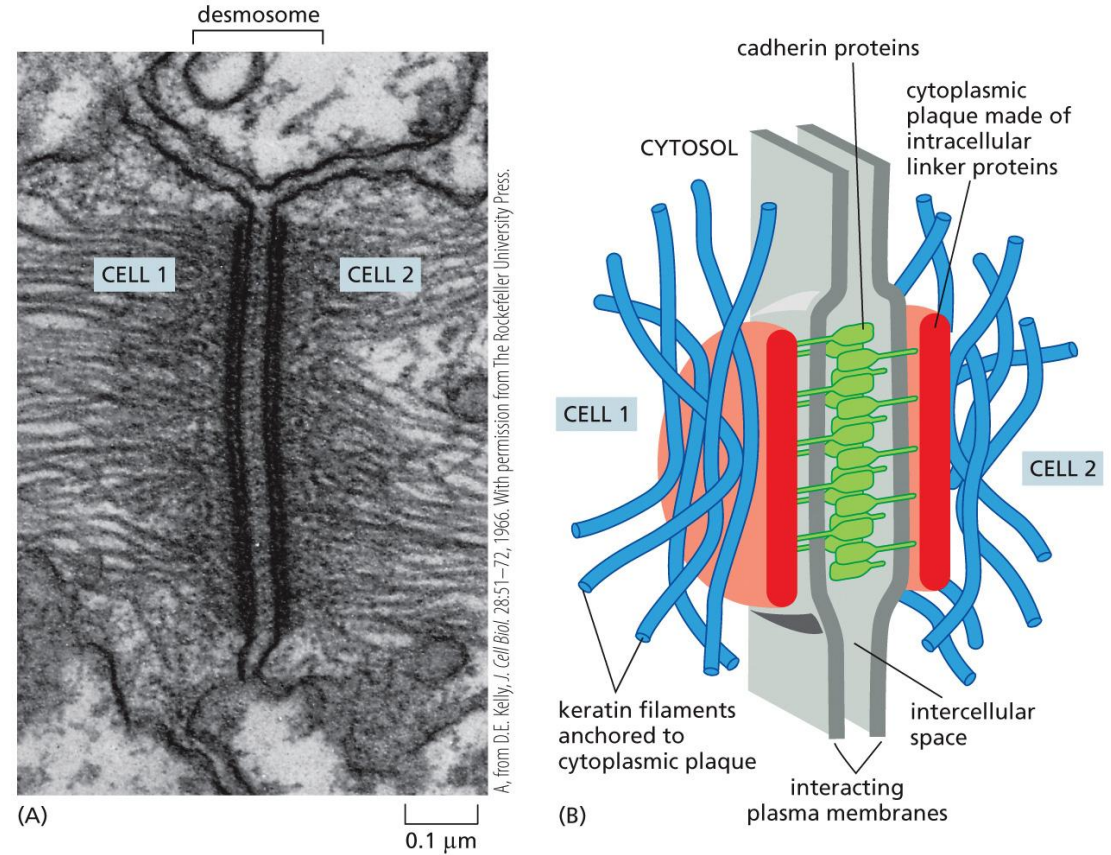 desmosome
CELL 1
CELL 2
A, from D.E. Kelly, J. Cell Biol. 28:51–72, 1966. With permission from The Rockefeller University Press.
(A)
0.1 µm
cadherin proteins
cytoplasmic
plaque made of
intracellular
linker proteins
CYTOSOL
CELL 1
CELL 2
keratin filaments
anchored to
cytoplasmic plaque
intercellular
space
interacting
plasma membranes
(B)